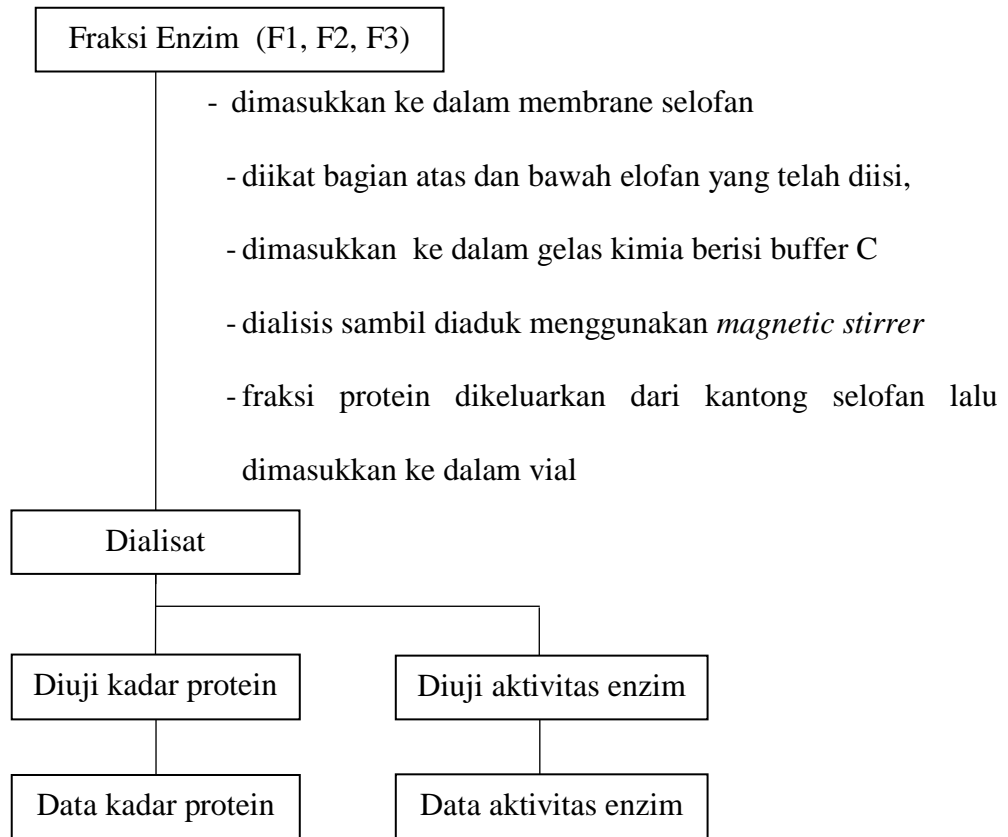 Fraksi Enzim (F1, F2, F3)
- dimasukkan ke dalam membrane selofan
- diikat bagian atas dan bawah elofan yang telah diisi,
- dimasukkan ke dalam gelas kimia berisi buffer C
- dialisis sambil diaduk menggunakan magnetic stirrer
- fraksi protein dikeluarkan dari kantong selofan lalu
dimasukkan ke dalam vial
Dialisat
Diuji kadar protein
Diuji aktivitas enzim
Data kadar protein
Data aktivitas enzim